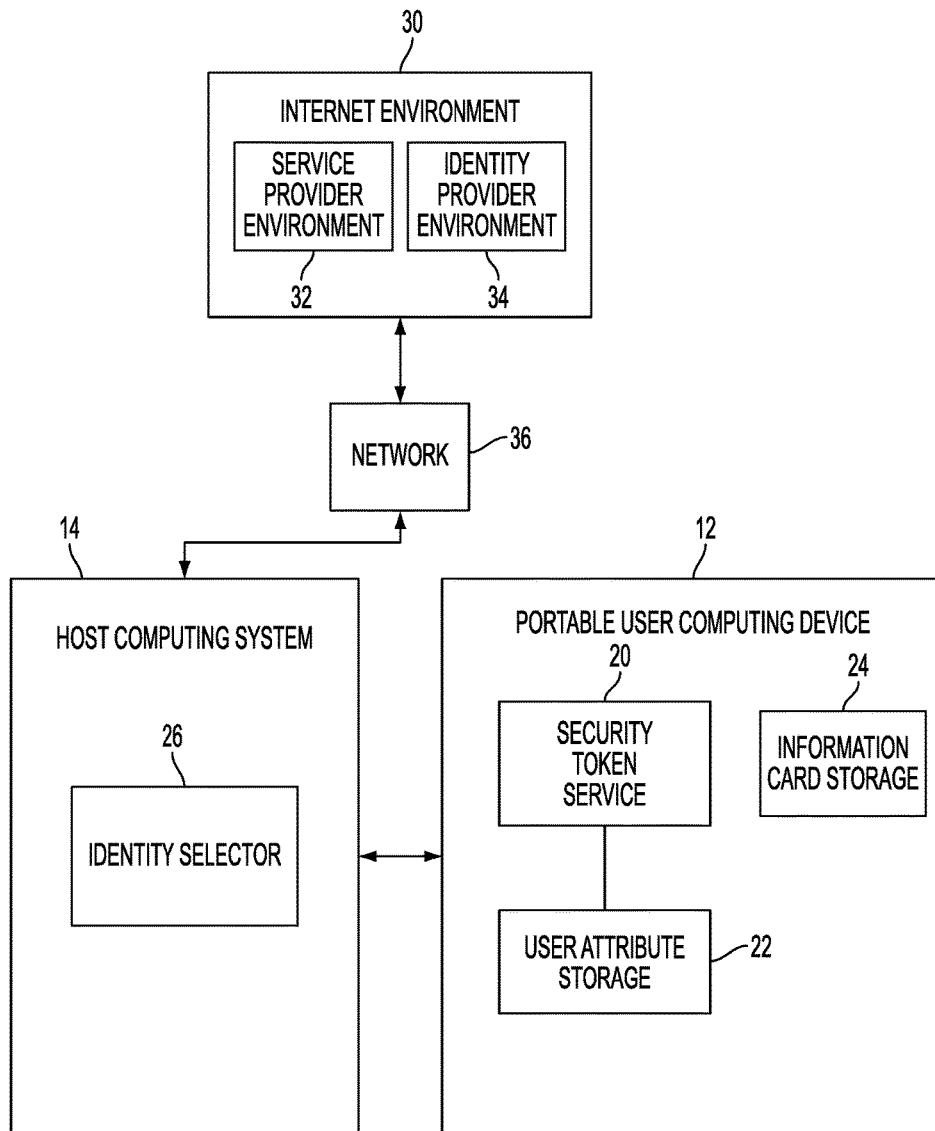 30
INTERNET ENVIRONMENT
SERVICE
PROVIDER
ENVIRONMENT
IDENTITY
PROVIDER
ENVIRONMENT
32
34
NETWORK
36
14
12
HOST COMPUTING SYSTEM
PORTABLE USER COMPUTING DEVICE
20
24
26
SECURITY
TOKEN
SERVICE
INFORMATION
CARD STORAGE
IDENTITY SELECTOR
USER ATTRIBUTE
STORAGE
22